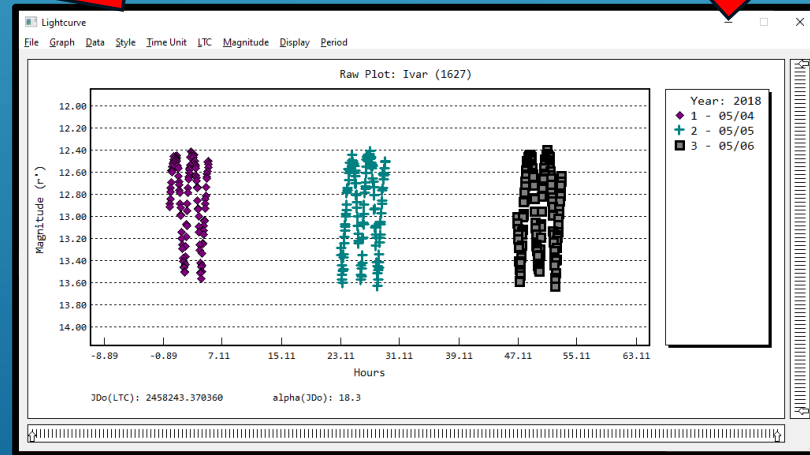 Lightcurve
File Graph Data Style Time Unit LTC Magnitude Display Period
Raw Plot: Ivar (1627)
Year: 2018
1 - 05/04
2 - 05/05
3 - 05/06
12.00
12.20
12.40
12.60
12.80
13.00
13.20
13.40
13.60
13.80
14.00
Magnitude (r')
-8.89 -0.89 7.11 15.11 23.11 31.11 39.11 47.11 55.11 63.11
Hours
JDo(LTC): 2458243.370360 alpha(JDo): 18.3